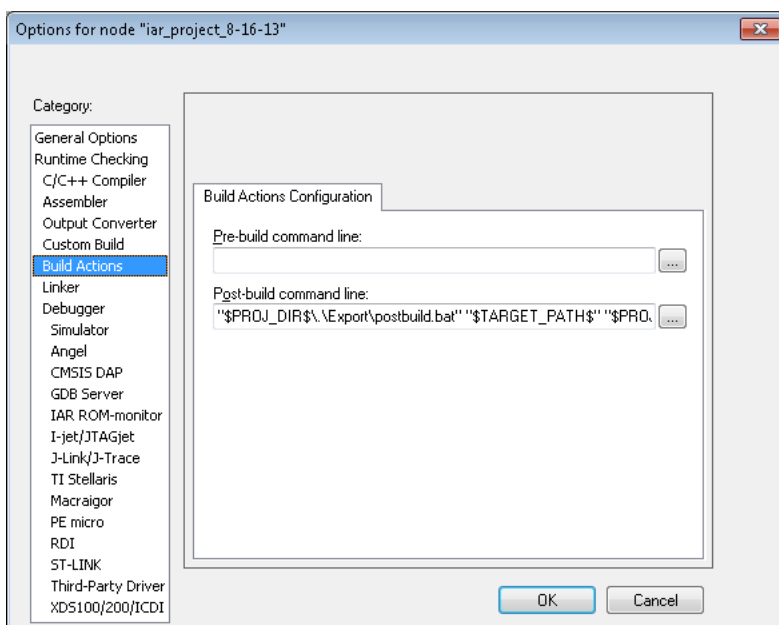 Options for node "iar_project_8-16-13"
Category:
General Options
Runtime Checking
C/C++ Compiler
Assembler
Output Converter
Custom Build
Build Actions
Linker
Debugger
Simulator
Angel
CMSIS DAP
GDB Server
IAR ROM-monitor
I-jet/JTAGjet
J-Link/J-Trace
TI Stellaris
Macraigor
PE micro
RDI
ST-LINK
Third-Party Driver
XDS100/200/ICDI
Build Actions Configuration
Pre-build command line:
...
Post-build command line:
"$PROJ_DIR$\.\Export\postbuild.bat" "$TARGET_PATH$" "$PRO
...
OK
Cancel